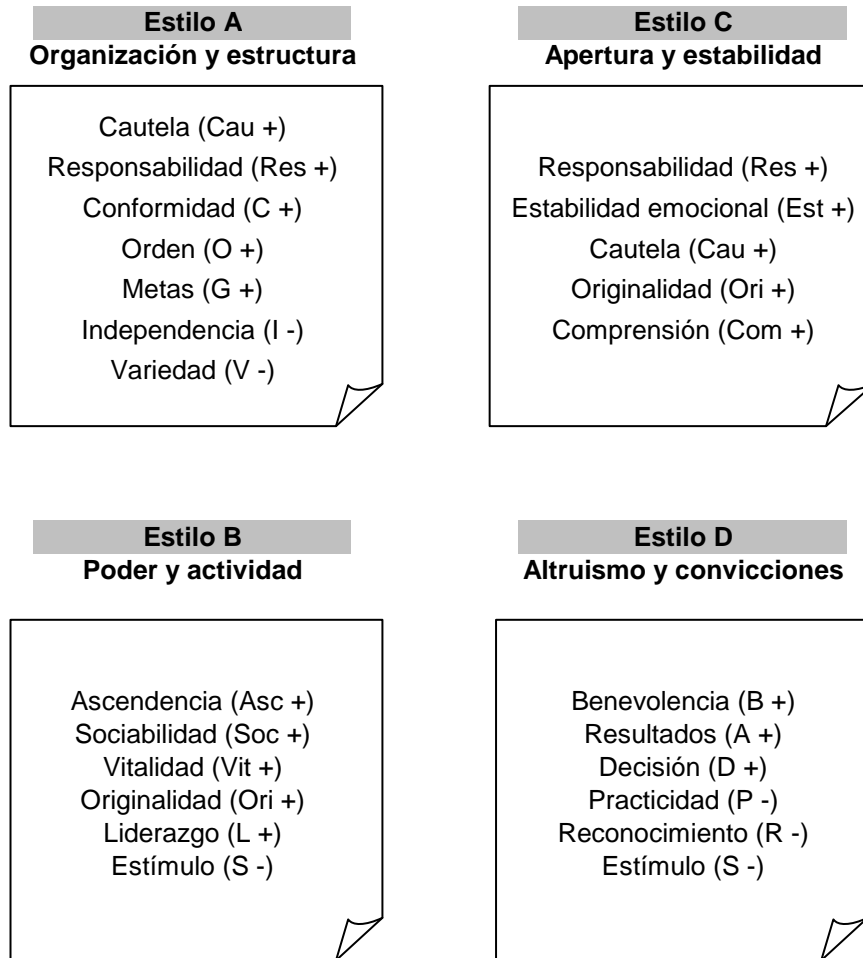 Estilo A
Organización y estructura
Cautela (Cau +)
Responsabilidad (Res +)
Conformidad (C +)
Orden (O +)
Metas (G +)
Independencia (I -)
Variedad (V -)
Estilo C
Apertura y estabilidad
Responsabilidad (Res +)
Estabilidad emocional (Est +)
Cautela (Cau +)
Originalidad (Ori +)
Comprensión (Com +)
Estilo B
Poder y actividad
Ascendencia (Asc +)
Sociabilidad (Soc +)
Vitalidad (Vit +)
Originalidad (Ori +)
Liderazgo (L +)
Estímulo (S -)
Estilo D
Altruismo y convicciones
Benevolencia (B +)
Resultados (A +)
Decisión (D +)
Practicidad (P -)
Reconocimiento (R -)
Estímulo (S -)